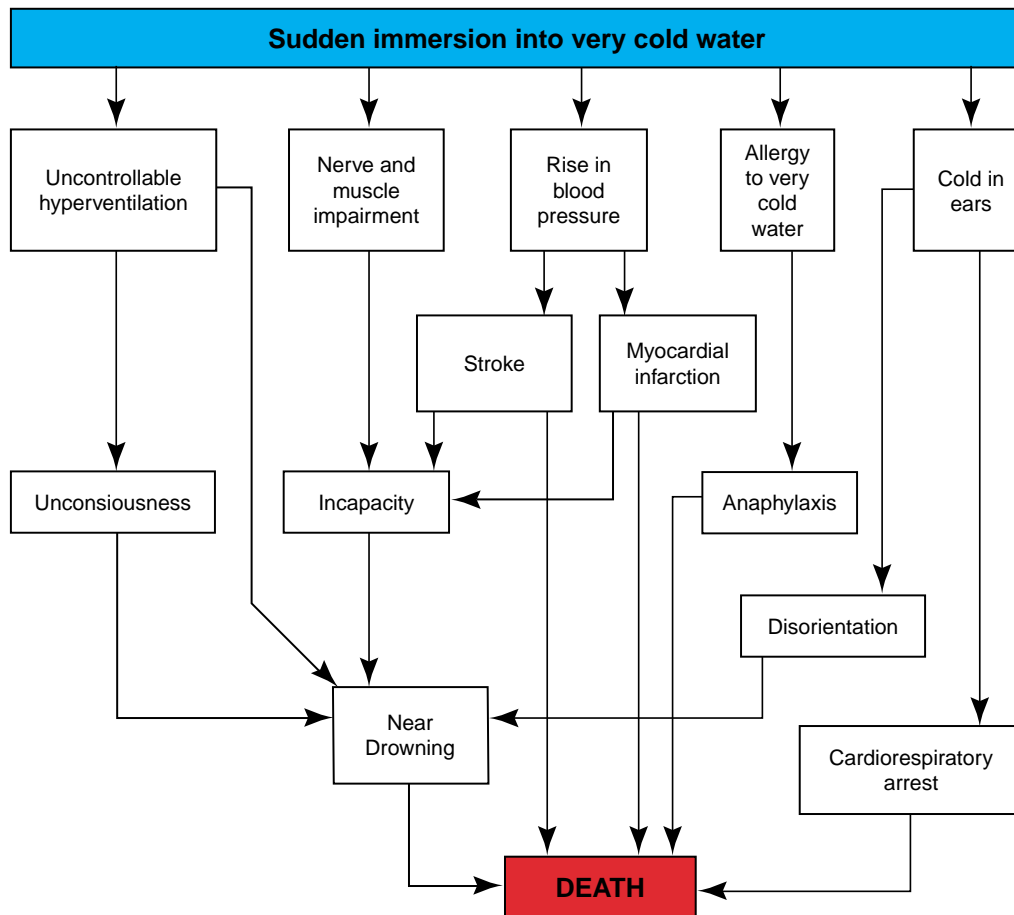 Sudden immersion into very cold water
Uncontrollable
hyperventilation
Nerve and
muscle
impairment
Rise in
blood
pressure
Allergy
to very
cold
water
Cold in
ears
Stroke
Myocardial
infarction
Unconsiousness
Incapacity
Anaphylaxis
Disorientation
Near
Drowning
Cardiorespiratory
arrest
DEATH